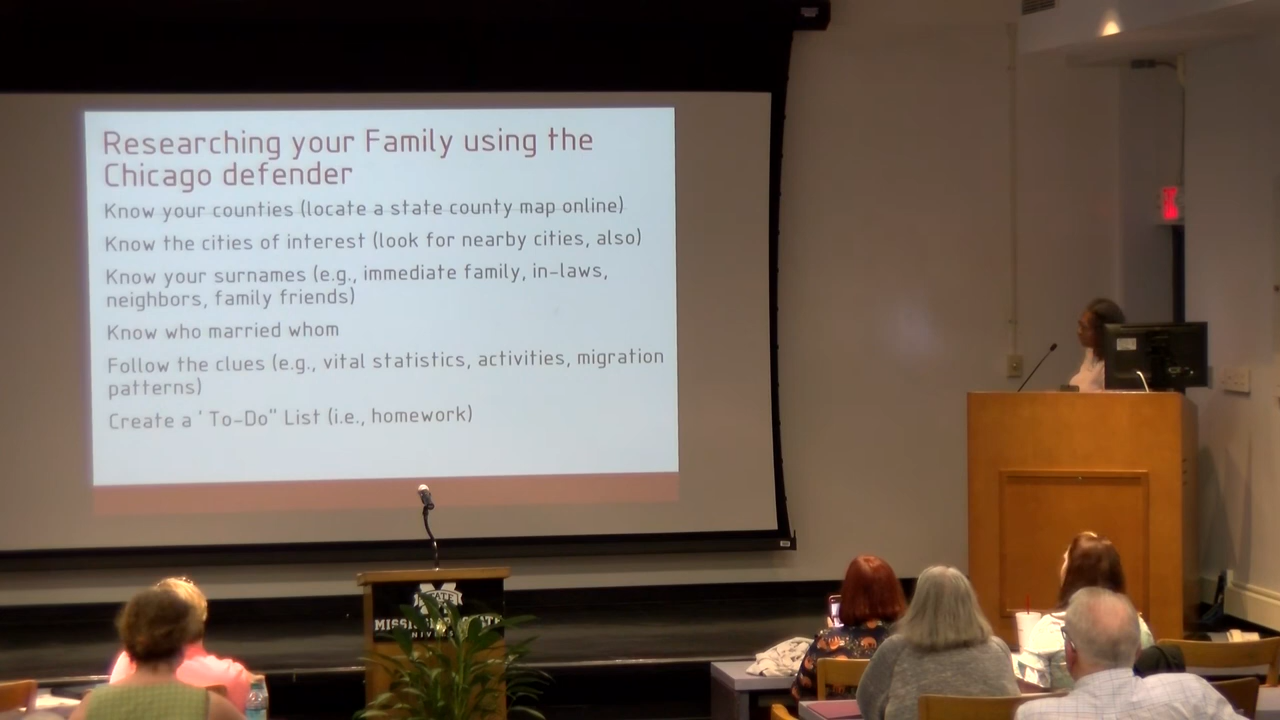 Researching your Family using the
Chicago defender
Know your counties (locate a state county map online)
Know the cities of interest (look for nearby cities, also)
Know your surnames (e.g., immediate family, in-laws,
neighbors, family friends)
Know who married whom
Follow the clues (e.g., vital statistics, activities, migration
patterns)
Create a ' To-Do" List (i.e., homework)
STATE